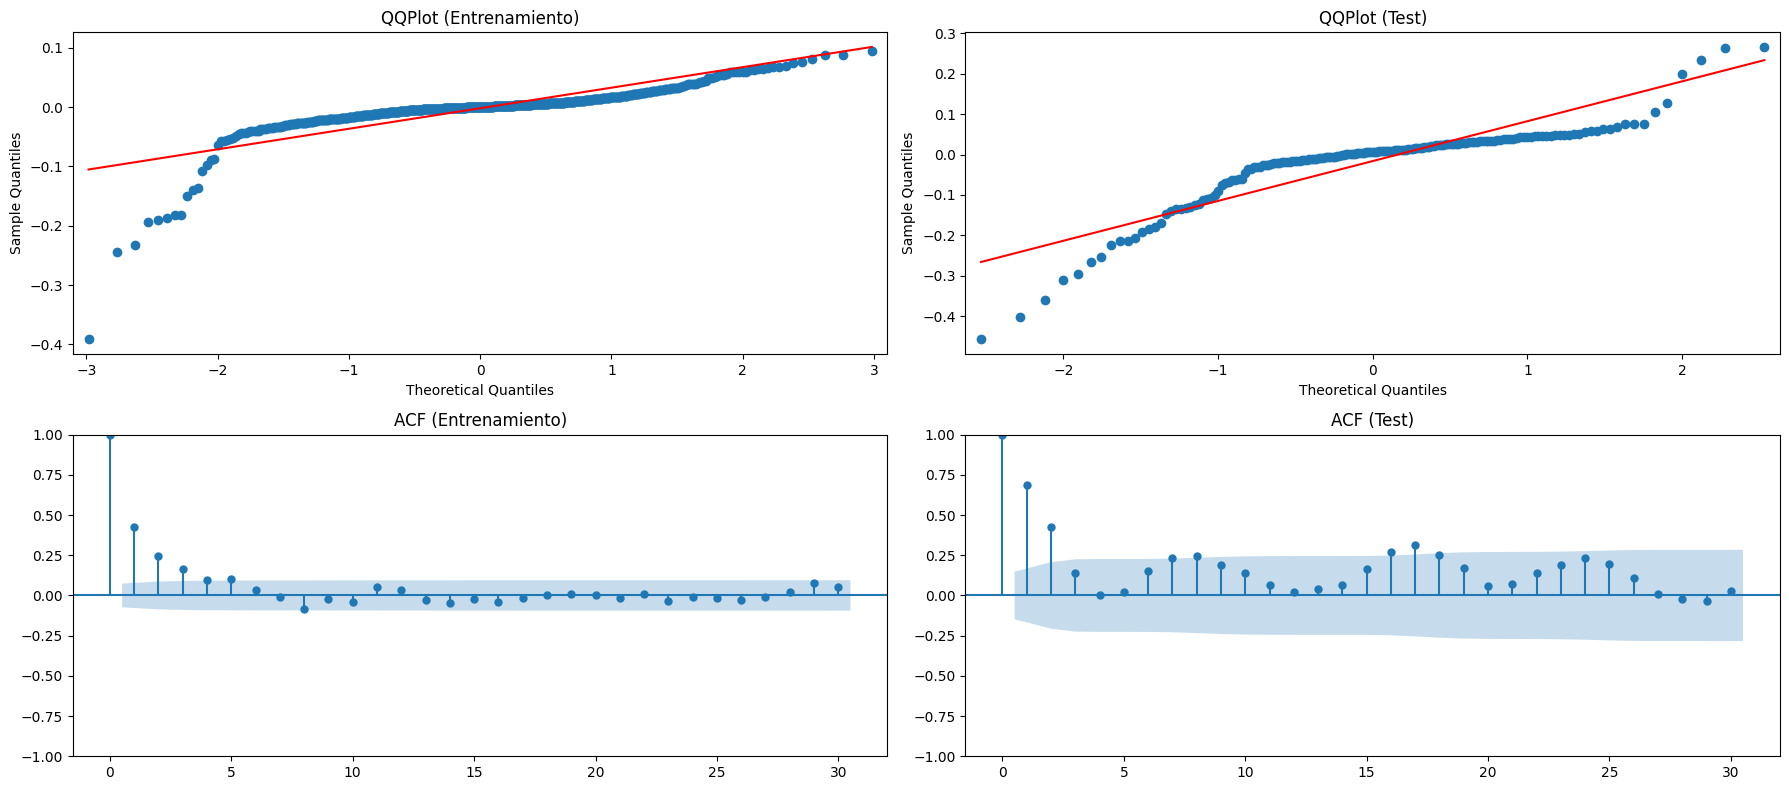 QQPlot (Entrenamiento)
0.1
0.0
−0.1
−0.2
−0.3
−0.4
Sample Quantiles
−3 −2 −1 0 1 2 3
Theoretical Quantiles
QQPlot (Test)
0.3
0.2
0.1
0.0
−0.1
−0.2
−0.3
−0.4
Sample Quantiles
−2 −1 0 1 2
Theoretical Quantiles
ACF (Entrenamiento)
1.00
0.75
0.50
0.25
0.00
−0.25
−0.50
−0.75
−1.00
0 5 10 15 20 25 30
ACF (Test)
1.00
0.75
0.50
0.25
0.00
−0.25
−0.50
−0.75
−1.00
0 5 10 15 20 25 30